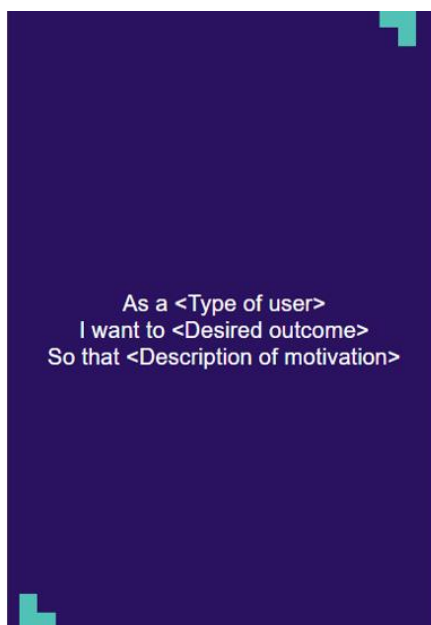 As a <Type of user>
I want to <Desired outcome>
So that <Description of motivation>